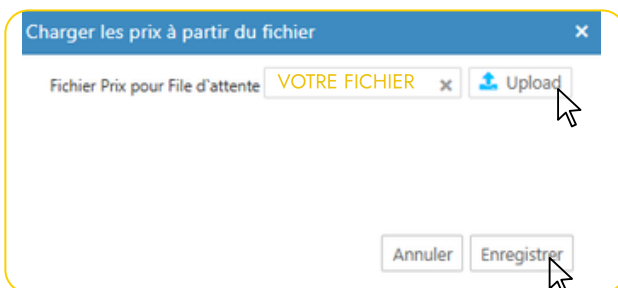 Charger les prix à partir du fichier ×
Fichier Prix pour File d'attente VOTRE FICHIER × Upload
Annuler Enregistrer